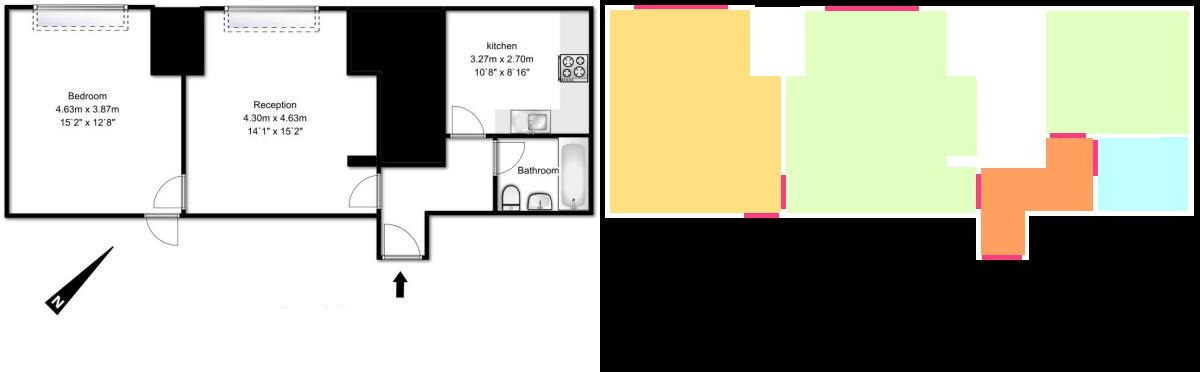 Bedroom
4.63m x 3.87m
15`2" x 12`8"
Reception
4.30m x 4.63m
14`1" x 15`2"
kitchen
3.27m x 2.70m
10`8" x 8`16"
Bathroom
N